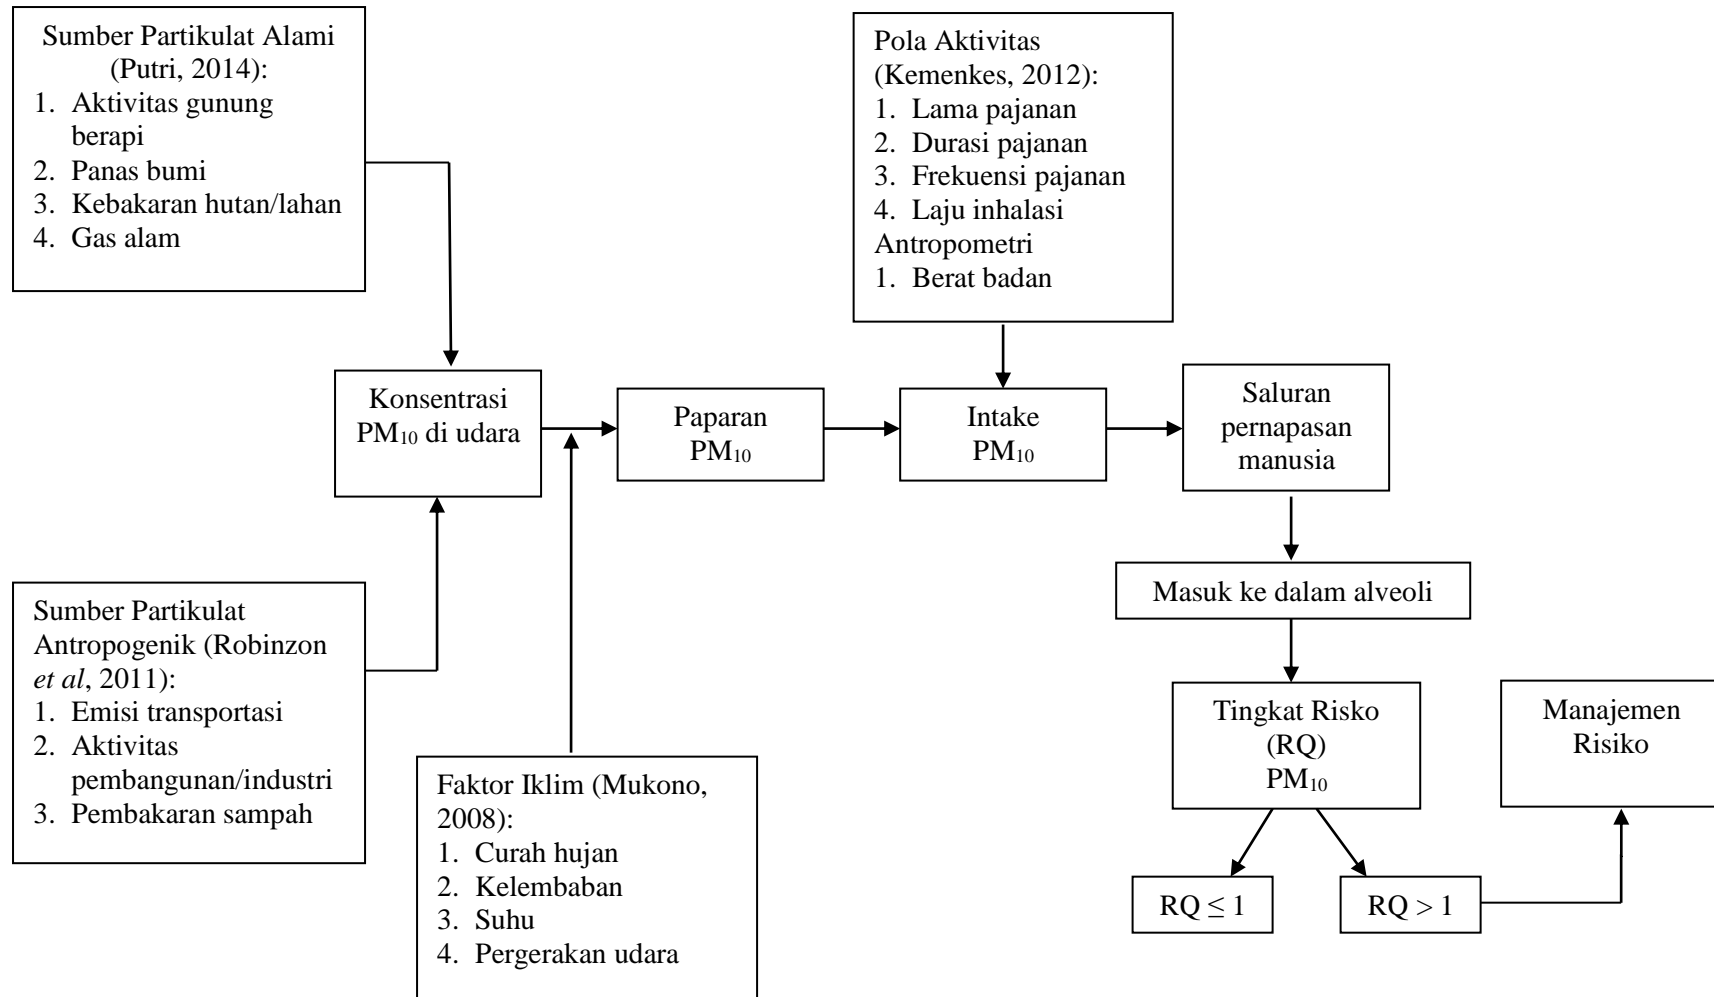 Sumber Partikulat Alami
(Putri, 2014):
1. Aktivitas gunung
berapi
2. Panas bumi
3. Kebakaran hutan/lahan
4. Gas alam
Pola Aktivitas
(Kemenkes, 2012):
1. Lama pajanan
2. Durasi pajanan
3. Frekuensi pajanan
4. Laju inhalasi
Antropometri
1. Berat badan
Konsentrasi
PM₁₀ di udara
Paparan
PM₁₀
Intake
PM₁₀
Saluran
pernapasan
manusia
Masuk ke dalam alveoli
Sumber Partikulat
Antropogenik (Robinzon
et al, 2011):
1. Emisi transportasi
2. Aktivitas
pembangunan/industri
3. Pembakaran sampah
Faktor Iklim (Mukono,
2008):
1. Curah hujan
2. Kelembaban
3. Suhu
4. Pergerakan udara
Tingkat Risko
(RQ)
PM₁₀
Manajemen
Risiko
RQ ≤ 1
RQ > 1